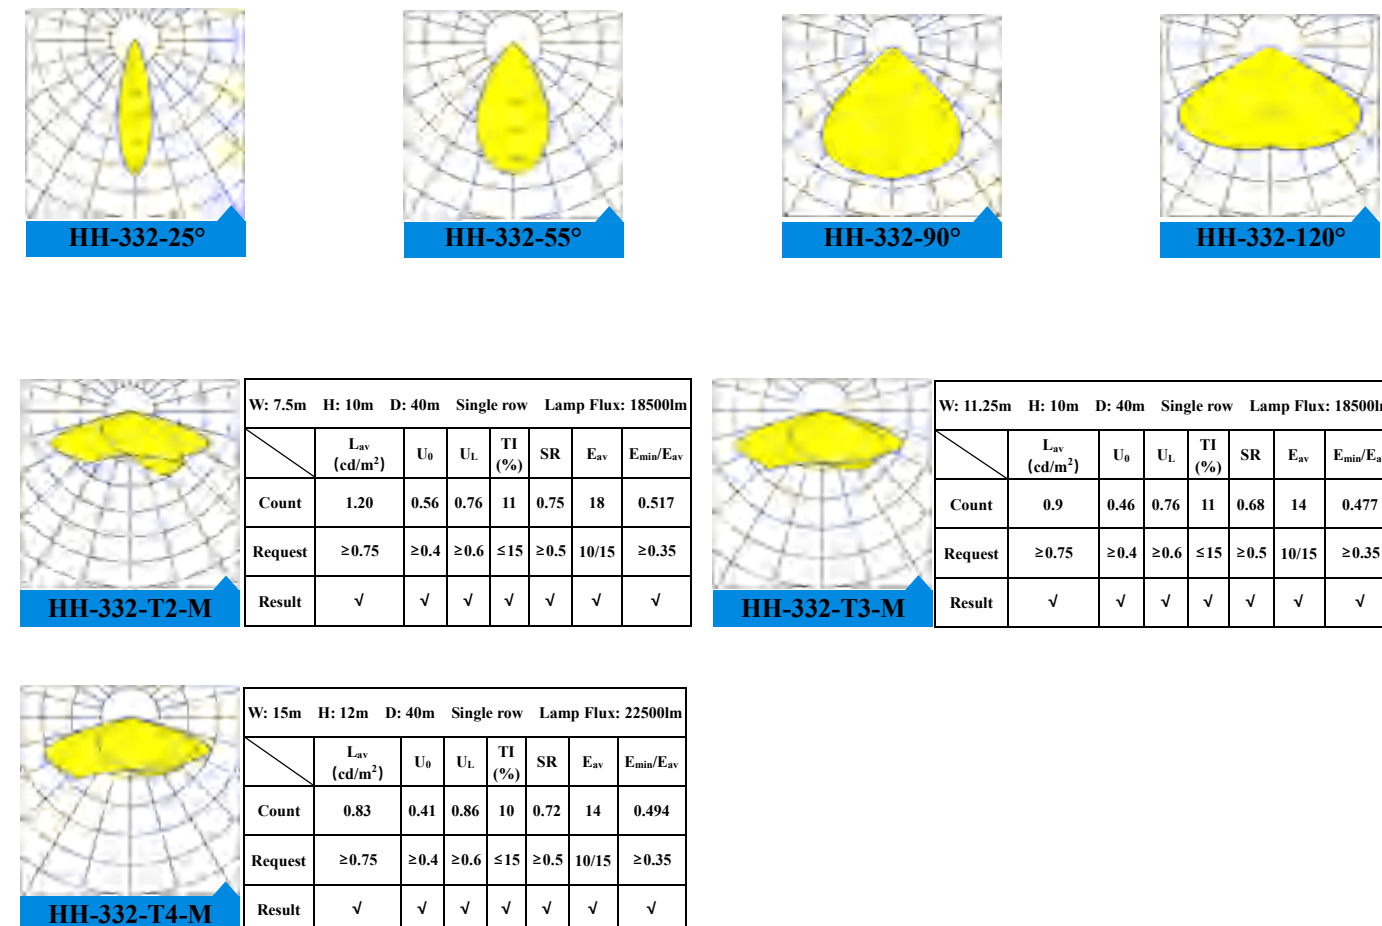 HH-332-25°
HH-332-55°
HH-332-90°
HH-332-120°
W: 7.5m H: 10m D: 40m Single row Lamp Flux: 18500lm
Lav (cd/m²) U₀ UL TI (%) SR Eav Emin/Eav
Count 1.20 0.56 0.76 11 0.75 18 0.517
Request ≥0.75 ≥0.4 ≥0.6 ≤15 ≥0.5 10/15 ≥0.35
Result √ √ √ √ √ √ √
HH-332-T2-M
W: 11.25m H: 10m D: 40m Single row Lamp Flux: 18500l
Lav (cd/m²) U₀ UL TI (%) SR Eav Emin/Ea
Count 0.9 0.46 0.76 11 0.68 14 0.477
Request ≥0.75 ≥0.4 ≥0.6 ≤15 ≥0.5 10/15 ≥0.35
Result √ √ √ √ √ √ √
HH-332-T3-M
W: 15m H: 12m D: 40m Single row Lamp Flux: 22500lm
Lav (cd/m²) U₀ UL TI (%) SR Eav Emin/Eav
Count 0.83 0.41 0.86 10 0.72 14 0.494
Request ≥0.75 ≥0.4 ≥0.6 ≤15 ≥0.5 10/15 ≥0.35
Result √ √ √ √ √ √ √
HH-332-T4-M